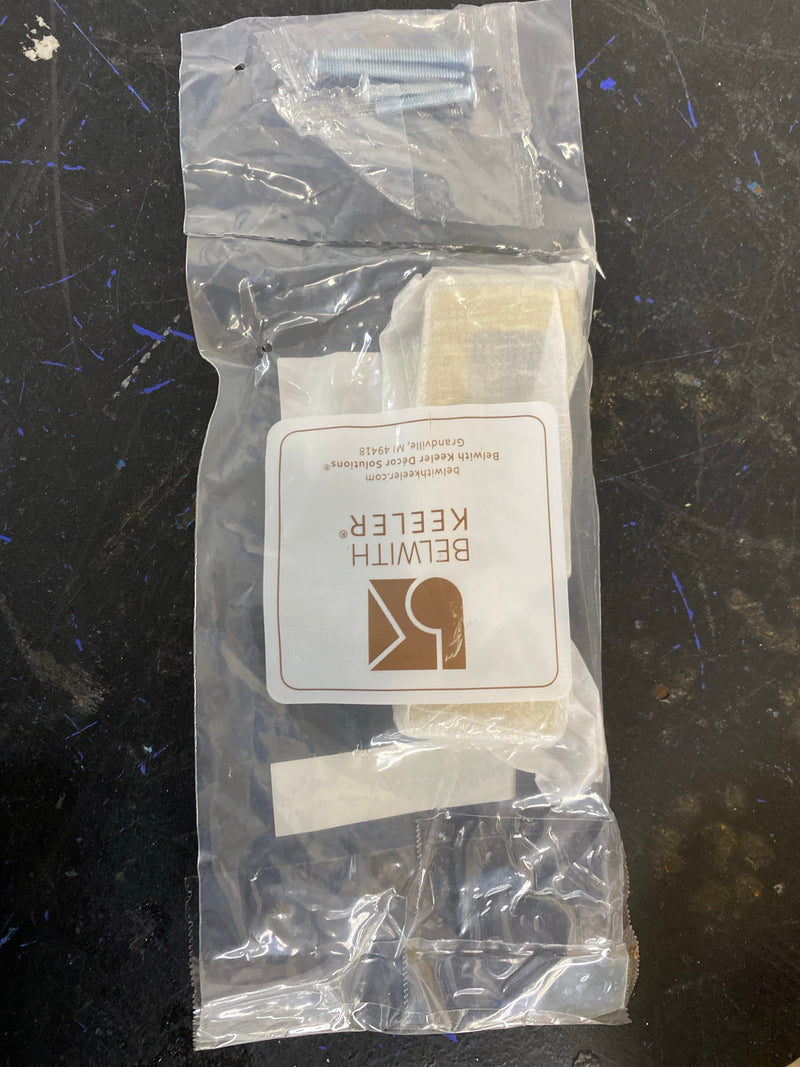 BELWITH
KEELER®
belwithkeeler.com
Belwith Keeler Décor Solutions®
Grandville, MI 49418